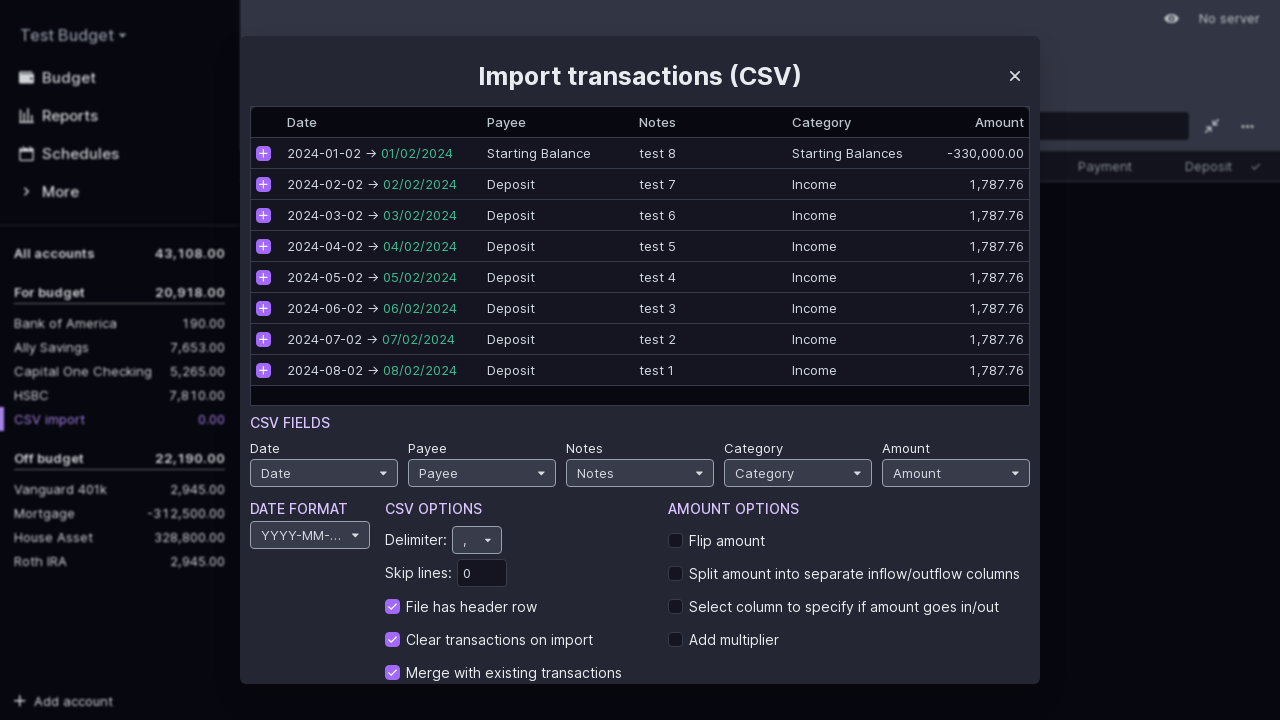 Test Budget
Budget
Reports
Schedules
More
All accounts 43,108.00
For budget 20,918.00
Bank of America 190.00
Ally Savings 7,653.00
Capital One Checking 5,265.00
HSBC 7,810.00
CSV import 0.00
Off budget 22,190.00
Vanguard 401k 2,945.00
Mortgage -312,500.00
House Asset 328,800.00
Roth IRA 2,945.00
Add account
No server
Payment Deposit
Import transactions (CSV)
Date Payee Notes Category Amount
2024-01-02 → 01/02/2024 Starting Balance test 8 Starting Balances -330,000.00
2024-02-02 → 02/02/2024 Deposit test 7 Income 1,787.76
2024-03-02 → 03/02/2024 Deposit test 6 Income 1,787.76
2024-04-02 → 04/02/2024 Deposit test 5 Income 1,787.76
2024-05-02 → 05/02/2024 Deposit test 4 Income 1,787.76
2024-06-02 → 06/02/2024 Deposit test 3 Income 1,787.76
2024-07-02 → 07/02/2024 Deposit test 2 Income 1,787.76
2024-08-02 → 08/02/2024 Deposit test 1 Income 1,787.76
CSV FIELDS
Date Payee Notes Category Amount
Date Payee Notes Category Amount
DATE FORMAT
YYYY-MM-...
CSV OPTIONS
Delimiter: ,
Skip lines: 0
File has header row
Clear transactions on import
Merge with existing transactions
AMOUNT OPTIONS
Flip amount
Split amount into separate inflow/outflow columns
Select column to specify if amount goes in/out
Add multiplier